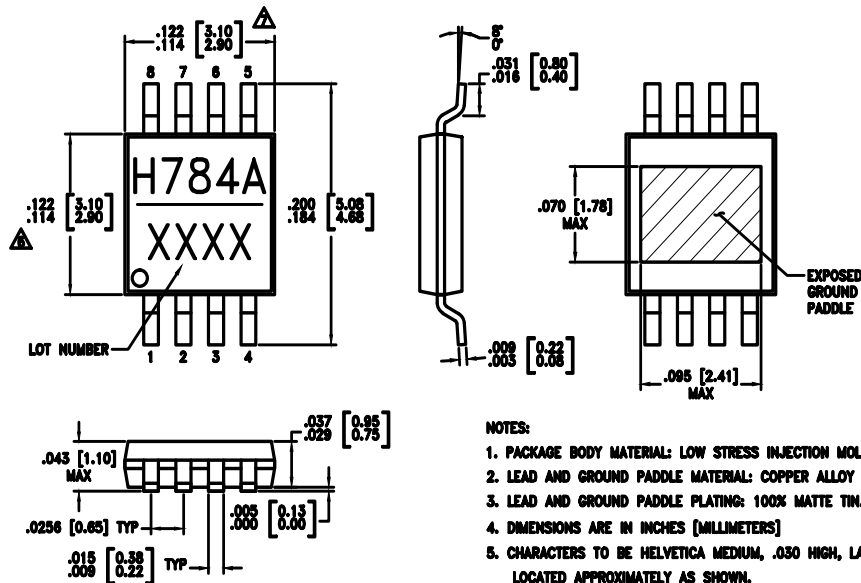 .122 [3.10]
.114 [2.90]
7
8 7 6 5
H784A
XXXX
.122 [3.10]
.114 [2.90]
6
.200 [5.08]
.184 [4.68]
LOT NUMBER
1 2 3 4
8°
0°
.031 [0.80]
.016 [0.40]
.009 [0.22]
.003 [0.08]
.070 [1.78]
MAX
EXPOSED
GROUND
PADDLE
.095 [2.41]
MAX
.043 [1.10]
MAX
.037 [0.95]
.029 [0.75]
.005 [0.13]
.000 [0.00]
.0256 [0.65] TYP
.015 [0.38]
.009 [0.22] TYP
NOTES:
1. PACKAGE BODY MATERIAL: LOW STRESS INJECTION MOL
2. LEAD AND GROUND PADDLE MATERIAL: COPPER ALLOY
3. LEAD AND GROUND PADDLE PLATING: 100% MATTE TIN.
4. DIMENSIONS ARE IN INCHES [MILLIMETERS]
5. CHARACTERS TO BE HELVETICA MEDIUM, .030 HIGH, LA
LOCATED APPROXIMATELY AS SHOWN.